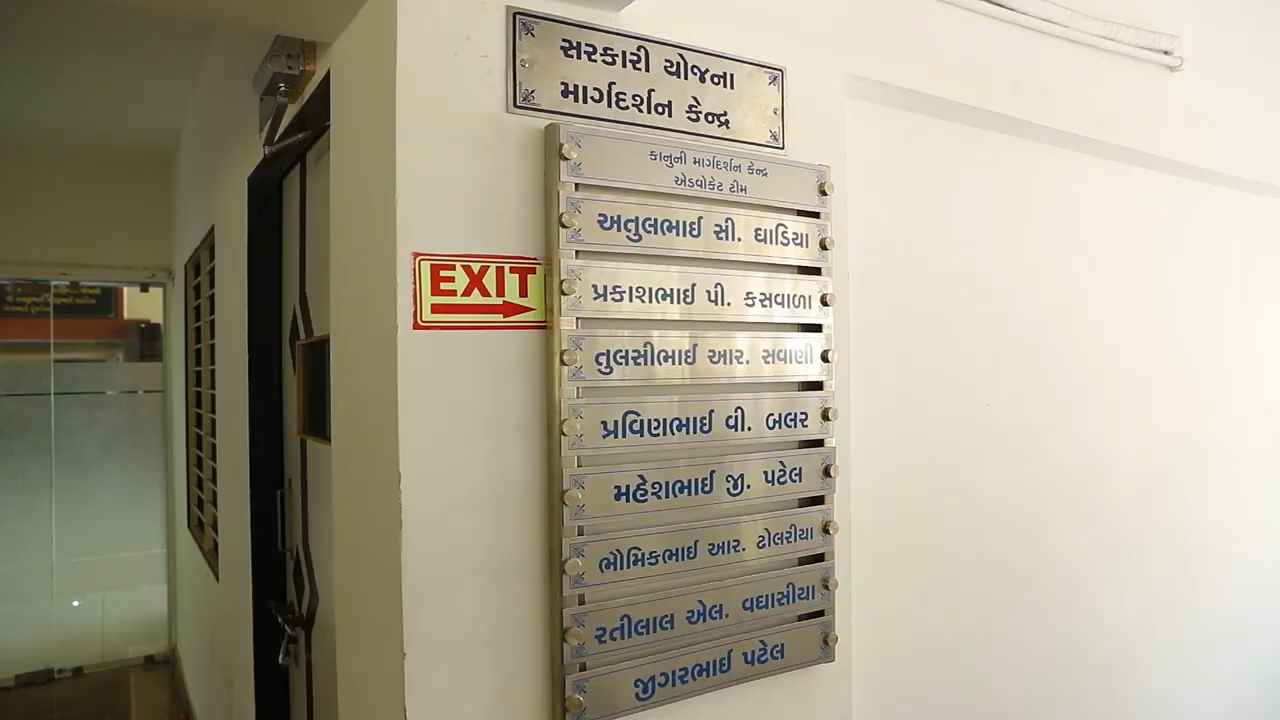 સરકારી યોજના
માર્ગદર્શન કેન્દ્ર
કાનુની માર્ગદર્શન કેન્દ્ર
એડવોકેટ ટીમ
અતુલભાઈ સી. ઘાડિયા
પ્રકાશભાઈ પી. કસવાળા
EXIT
તુલસીભાઈ આર. સવાણી
પ્રવિણભાઈ વી. બલર
મહેશભાઈ જી. પટેલ
ભૌમિકભાઈ આર. ટોલરીયા
રતીલાલ એલ. વઘાસીયા
જીગરભાઈ પટેલ